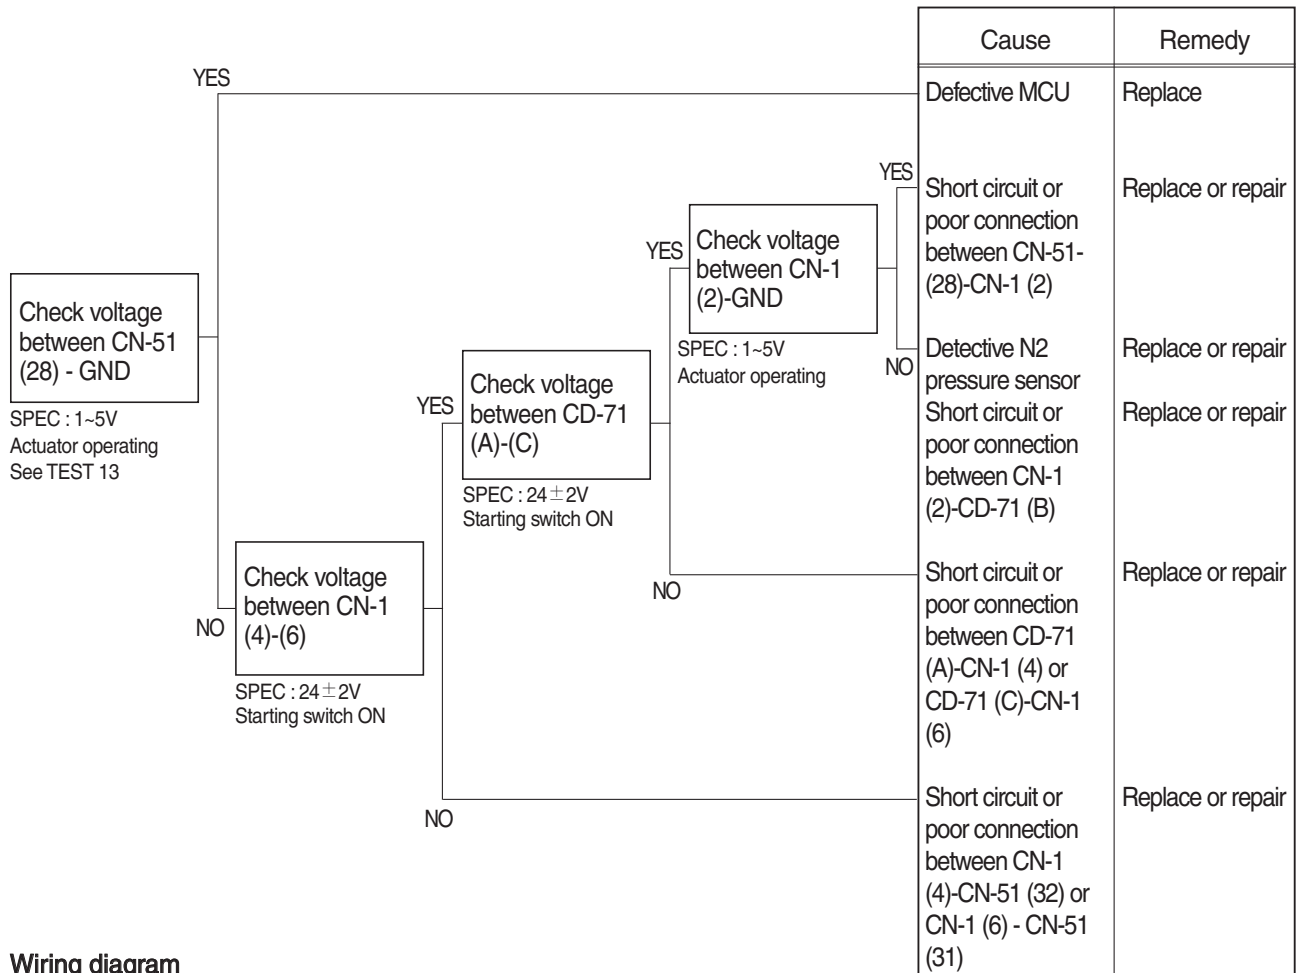 Cause
Remedy
YES
Defective MCU
Replace
YES
Short circuit or
poor connection
between CN-51-
(28)-CN-1 (2)
Replace or repair
YES
Check voltage
between CN-1
(2)-GND
SPEC : 1~5V
Actuator operating
NO
Detective N2
pressure sensor
Replace or repair
Short circuit or
poor connection
between CN-1
(2)-CD-71 (B)
Replace or repair
Check voltage
between CN-51
(28) - GND
SPEC : 1~5V
Actuator operating
See TEST 13
YES
Check voltage
between CD-71
(A)-(C)
SPEC : 24±2V
Starting switch ON
NO
Short circuit or
poor connection
between CD-71
(A)-CN-1 (4) or
CD-71 (C)-CN-1
(6)
Replace or repair
NO
Check voltage
between CN-1
(4)-(6)
SPEC : 24±2V
Starting switch ON
NO
Short circuit or
poor connection
between CN-1
(4)-CN-51 (32) or
CN-1 (6) - CN-51
(31)
Replace or repair
Wiring diagram